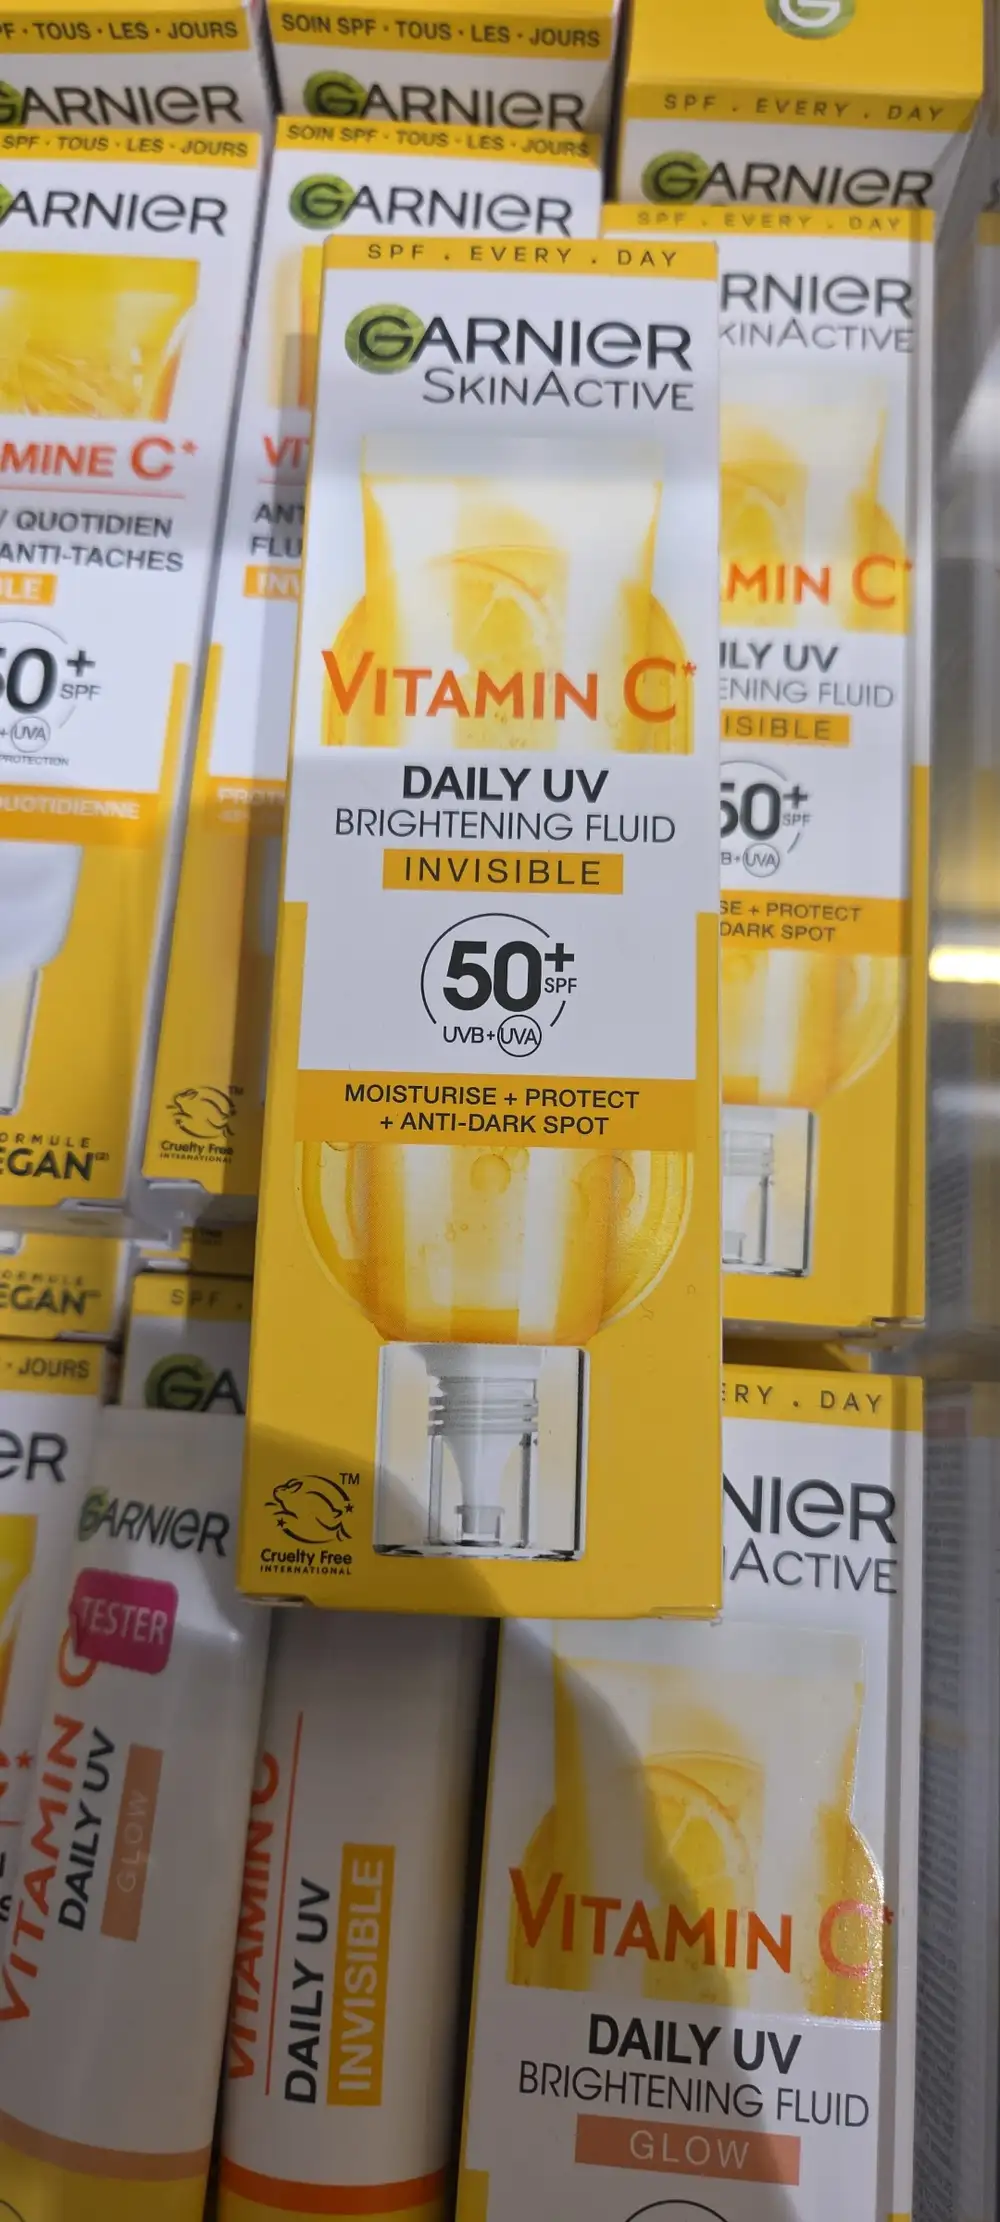 SOIN SPF · TOUS · LES · JOURS
GARNIER
SOIN SPF · TOUS · LES · JOURS
GARNIER
SPF · TOUS · LES · JOURS
GARNIER
SPF . EVERY . DAY
GARNIER
SPF . EVERY . DAY
SPF . EVERY . DAY
GARNIER
SKINACTIVE
VITAMIN C*
DAILY UV
BRIGHTENING FLUID
INVISIBLE
50+
SPF
UVB+UVA
MOISTURISE + PROTECT
+ ANTI-DARK SPOT
TM
Cruelty Free
INTERNATIONAL
MINE C*
QUOTIDIEN
ANTI-TACHES
50+
SPF
+UVA
PROTECTION
QUOTIDIENNE
Cruelty Free
INTERNATIONAL
RNIER
KINACTIVE
MIN C*
ILY UV
ENING FLUID
ISIBLE
50+
SPF
B+UVA
SE + PROTECT
DARK SPOT
ORMULE
EGAN
ORMULE
EGAN
· JOURS
ER
SPF .
GA
GARNIER
TESTER
VITAMIN C
DAILY UV
GLOW
VITAMIN C
DAILY UV
INVISIBLE
ERY . DAY
NIER
ACTIVE
VITAMIN C*
DAILY UV
BRIGHTENING FLUID
GLOW